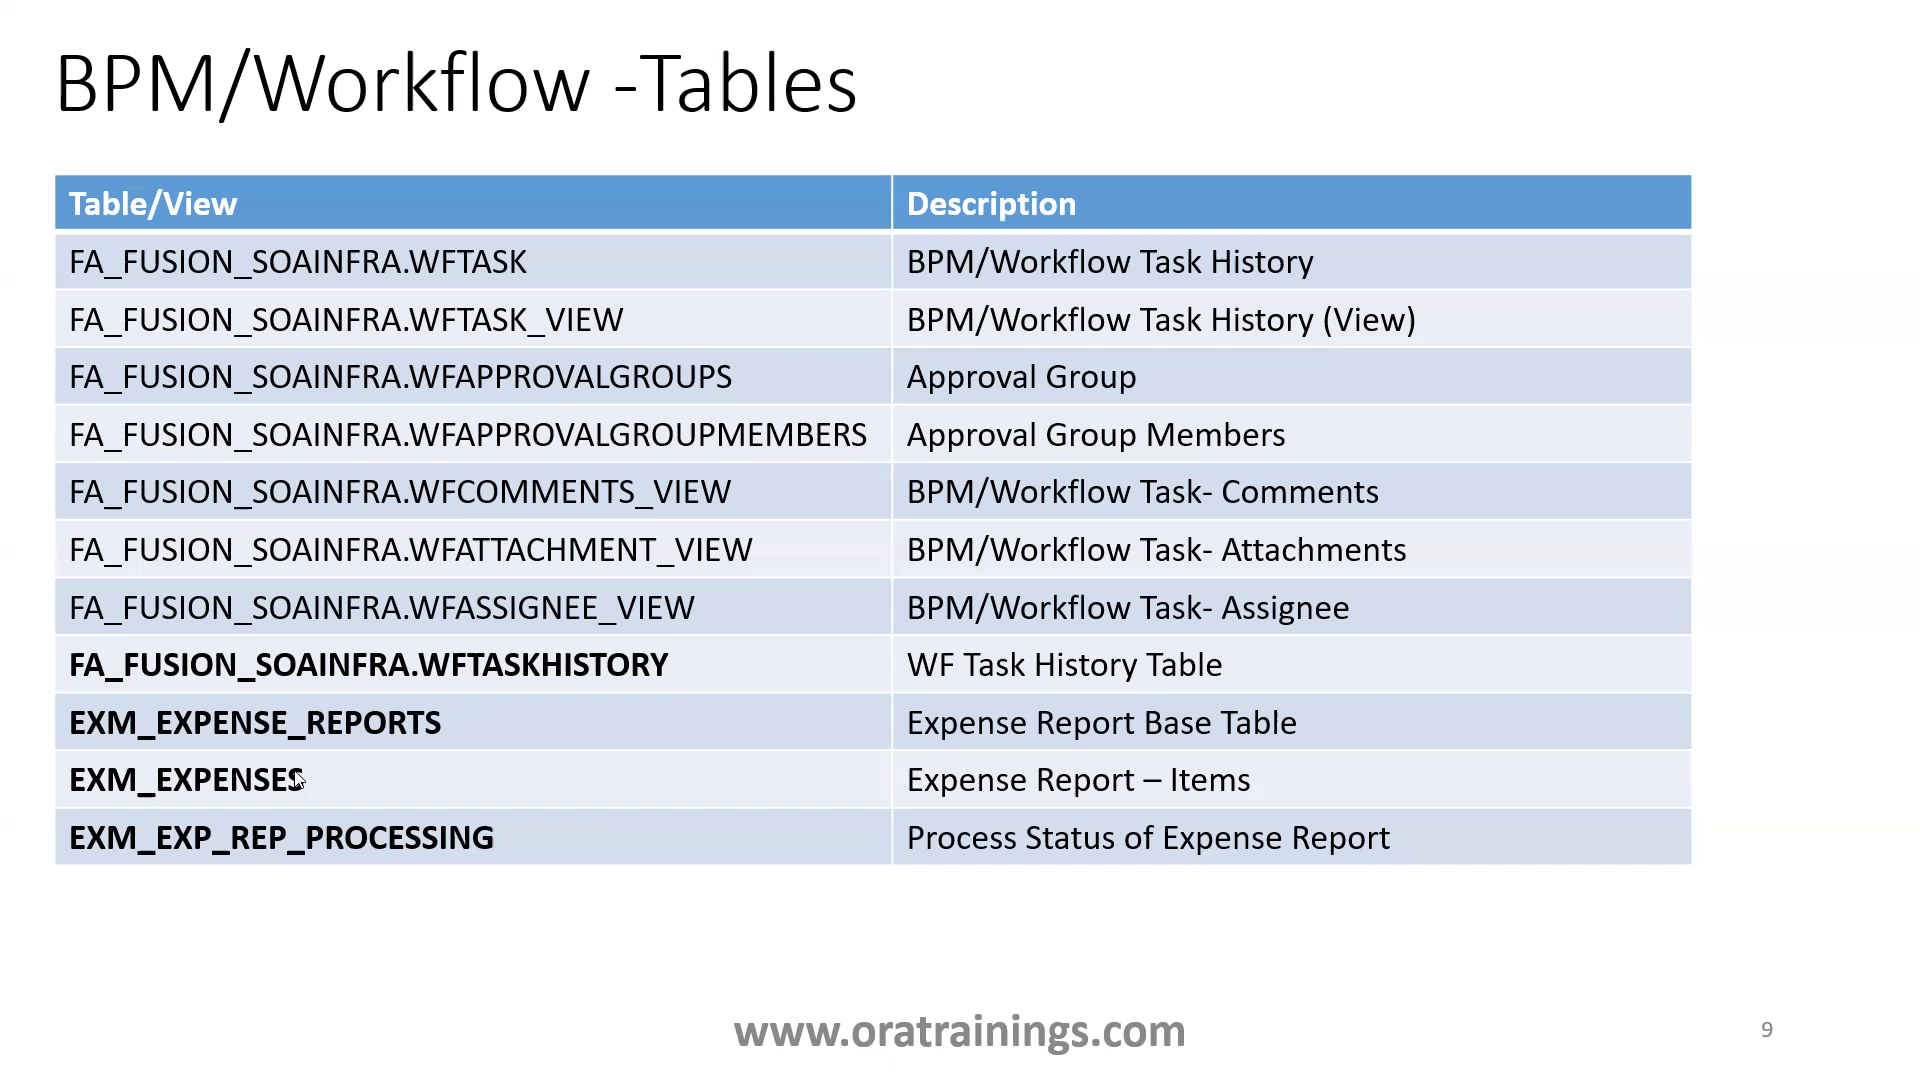 BPM/Workflow -Tables
Table/View Description
FA_FUSION_SOAINFRA.WFTASK BPM/Workflow Task History
FA_FUSION_SOAINFRA.WFTASK_VIEW BPM/Workflow Task History (View)
FA_FUSION_SOAINFRA.WFAPPROVALGROUPS Approval Group
FA_FUSION_SOAINFRA.WFAPPROVALGROUPMEMBERS Approval Group Members
FA_FUSION_SOAINFRA.WFCOMMENTS_VIEW BPM/Workflow Task- Comments
FA_FUSION_SOAINFRA.WFATTACHMENT_VIEW BPM/Workflow Task- Attachments
FA_FUSION_SOAINFRA.WFASSIGNEE_VIEW BPM/Workflow Task- Assignee
FA_FUSION_SOAINFRA.WFTASKHISTORY WF Task History Table
EXM_EXPENSE_REPORTS Expense Report Base Table
EXM_EXPENSES Expense Report – Items
EXM_EXP_REP_PROCESSING Process Status of Expense Report
www.oratrainings.com
9